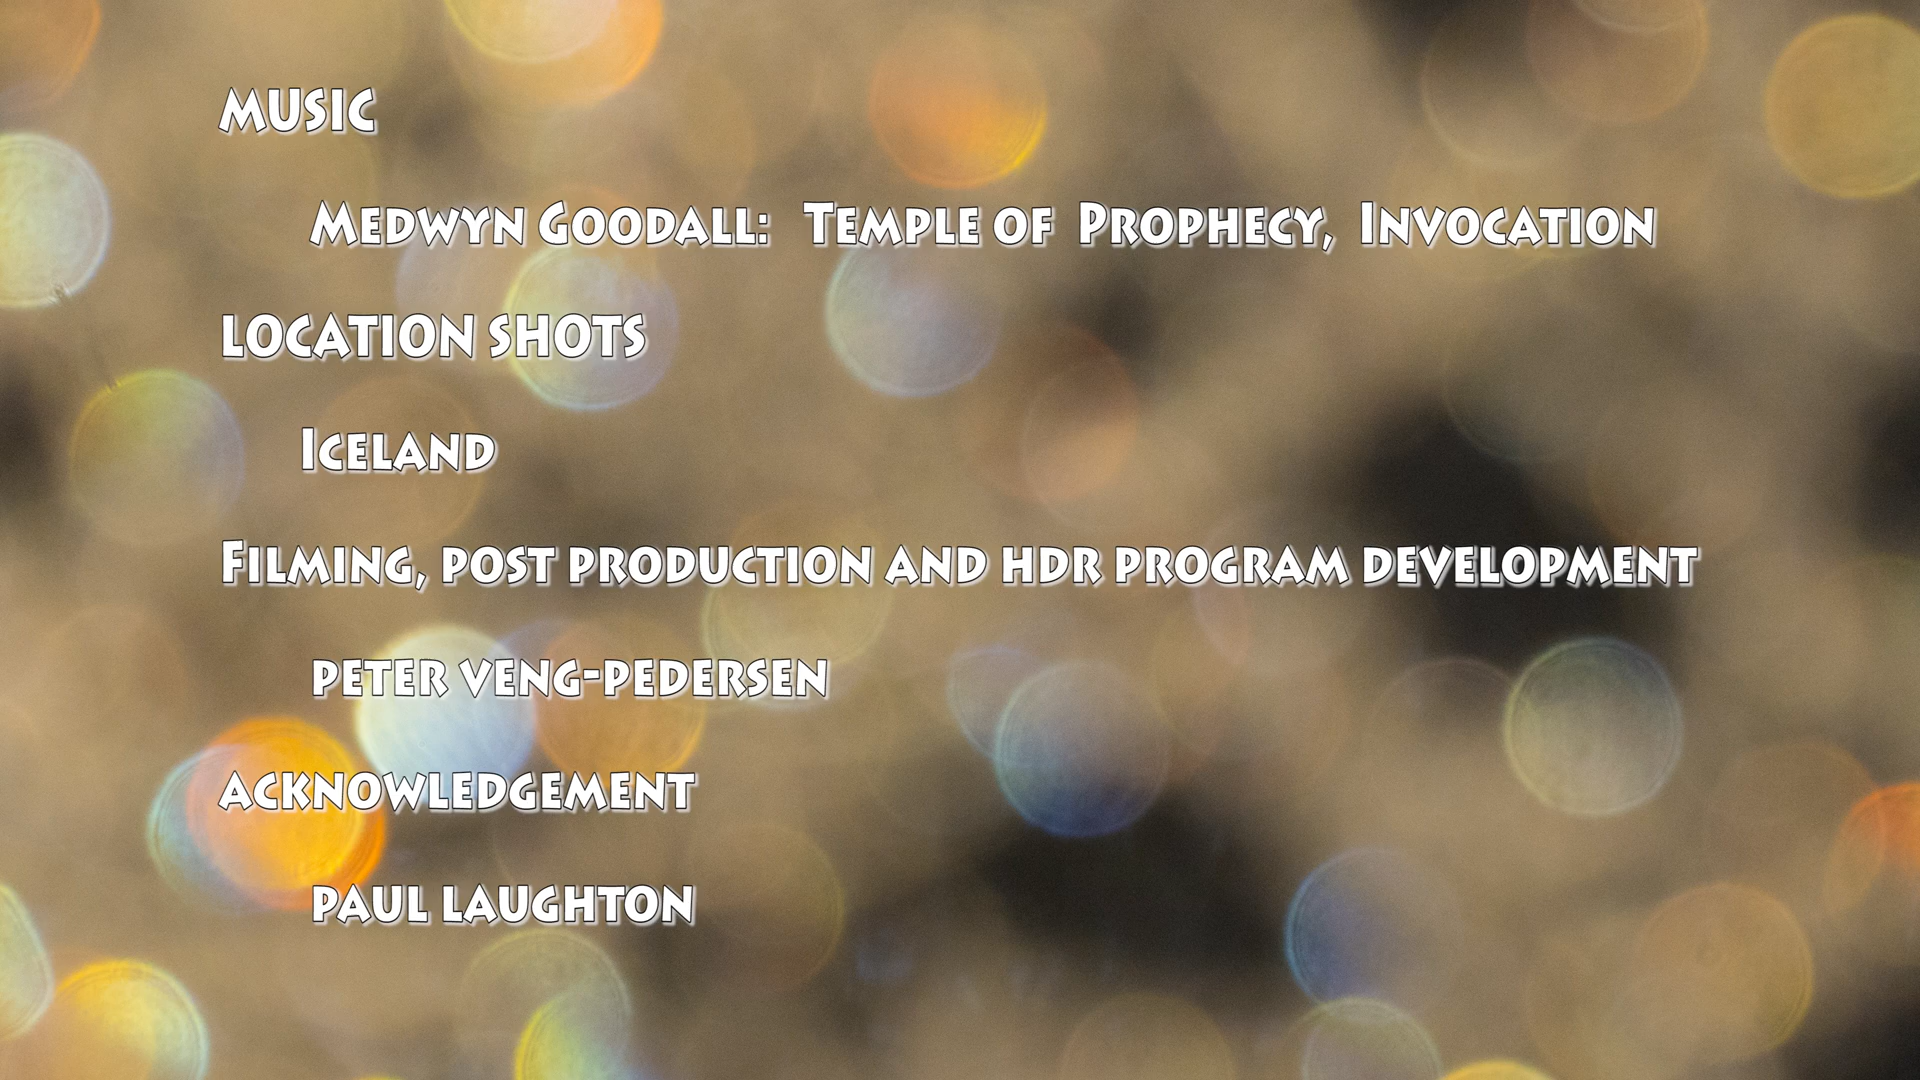 MUSIC
Medwyn Goodall: Temple of Prophecy, Invocation
LOCATION SHOTS
Iceland
Filming, post production and HDR program development
Peter Veng-Pedersen
Acknowledgement
Paul Laughton